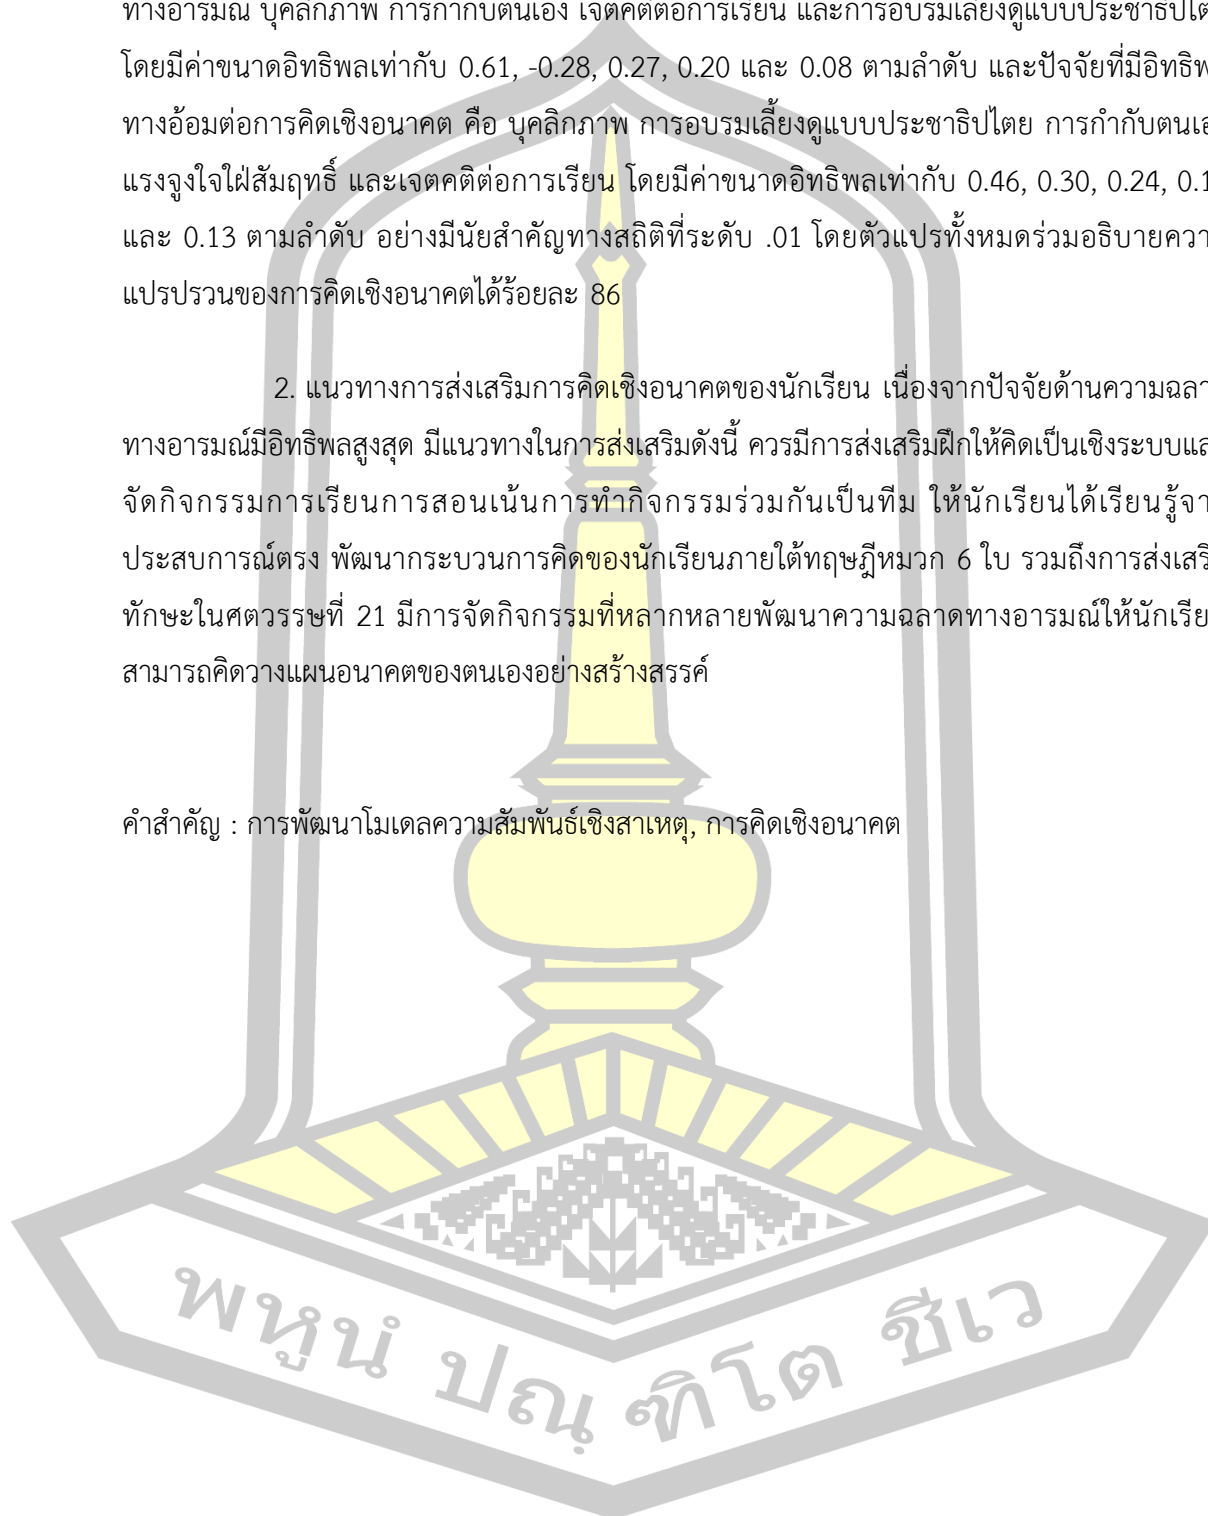 ทางอารมณ์ บุคลิกภาพ การกำกับตนเอง เจตคติต่อการเรียน และการอบรมเลี้ยงดูแบบประชาธิปไต
โดยมีค่าขนาดอิทธิพลเท่ากับ 0.61, -0.28, 0.27, 0.20 และ 0.08 ตามลำดับ และปัจจัยที่มีอิทธิพ
ทางอ้อมต่อการคิดเชิงอนาคต คือ บุคลิกภาพ การอบรมเลี้ยงดูแบบประชาธิปไตย การกำกับตนเอ
แรงจูงใจใฝ่สัมฤทธิ์ และเจตคติต่อการเรียน โดยมีค่าขนาดอิทธิพลเท่ากับ 0.46, 0.30, 0.24, 0.1
และ 0.13 ตามลำดับ อย่างมีนัยสำคัญทางสถิติที่ระดับ .01 โดยตัวแปรทั้งหมดร่วมอธิบายควา
แปรปรวนของการคิดเชิงอนาคตได้ร้อยละ 86
2. แนวทางการส่งเสริมการคิดเชิงอนาคตของนักเรียน เนื่องจากปัจจัยด้านความฉลา
ทางอารมณ์มีอิทธิพลสูงสุด มีแนวทางในการส่งเสริมดังนี้ ควรมีการส่งเสริมฝึกให้คิดเป็นเชิงระบบแล
จัดกิจกรรมการเรียนการสอนเน้นการทำกิจกรรมร่วมกันเป็นทีม ให้นักเรียนได้เรียนรู้จา
ประสบการณ์ตรง พัฒนากระบวนการคิดของนักเรียนภายใต้ทฤษฎีหมวก 6 ใบ รวมถึงการส่งเสริ
ทักษะในศตวรรษที่ 21 มีการจัดกิจกรรมที่หลากหลายพัฒนาความฉลาดทางอารมณ์ให้นักเรีย
สามารถคิดวางแผนอนาคตของตนเองอย่างสร้างสรรค์
คำสำคัญ : การพัฒนาโมเดลความสัมพันธ์เชิงสาเหตุ, การคิดเชิงอนาคต
พหูนํ ปณฺฑิโต ชีเว